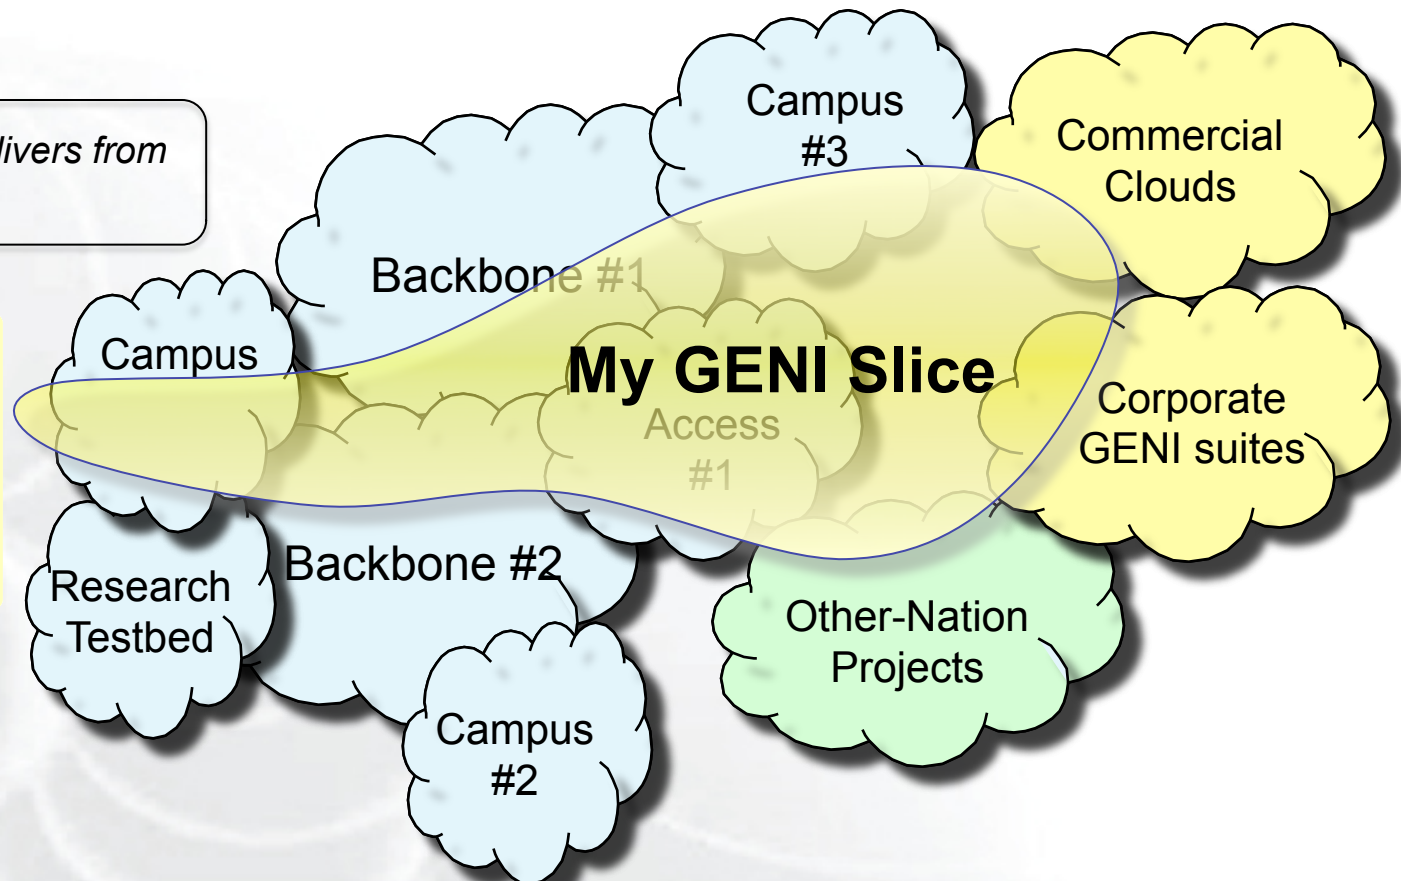 livers from
Campus
#3
Commercial
Clouds
Backbone #1
Campus
My GENI Slice
Access
#1
Corporate
GENI suites
Backbone #2
Research
Testbed
Other-Nation
Projects
Campus
#2